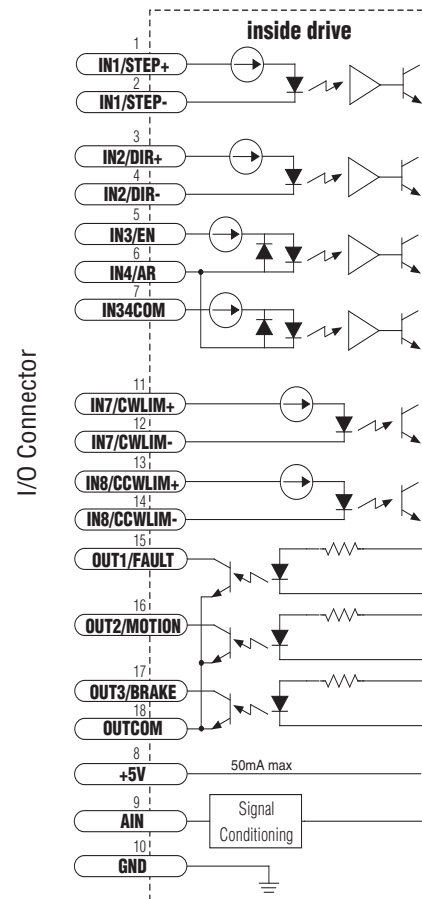 inside drive
1
IN1/STEP+
2
IN1/STEP-
3
IN2/DIR+
4
IN2/DIR-
5
IN3/EN
6
IN4/AR
7
IN34COM
I/O Connector
11
IN7/CWLIM+
12
IN7/CWLIM-
13
IN8/CCWLIM+
14
IN8/CCWLIM-
15
OUT1/FAULT
16
OUT2/MOTION
17
OUT3/BRAKE
18
OUTCOM
8
+5V
50mA max
9
AIN
Signal
Conditioning
10
GND